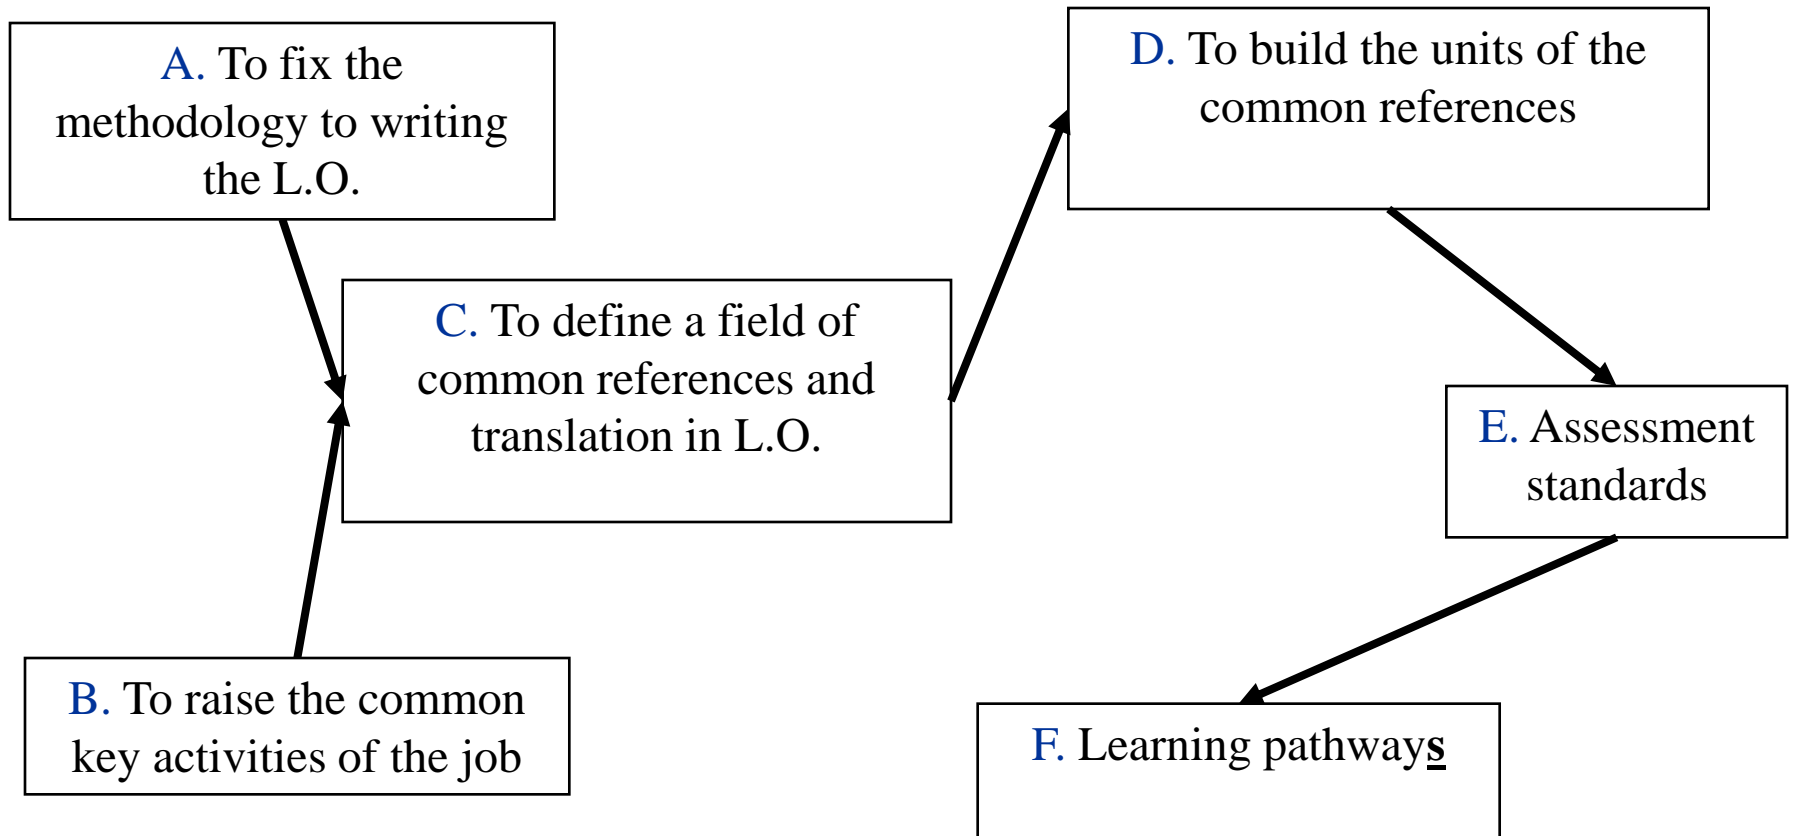 A. To fix the
methodology to writing
the L.O.
D. To build the units of the
common references
C. To define a field of
common references and
translation in L.O.
E. Assessment
standards
B. To raise the common
key activities of the job
F. Learning pathways